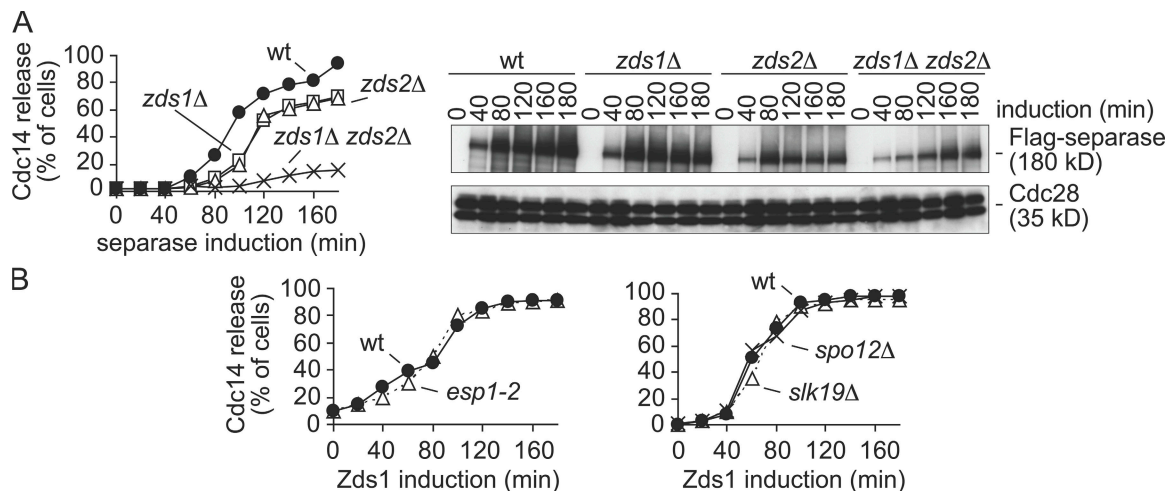 A
Cdc14 release
(% of cells)
100
80
60
40
20
0
wt
zds1Δ
zds2Δ
zds1Δ zds2Δ
0 40 80 120 160
separase induction (min)
wt zds1Δ zds2Δ zds1Δ zds2Δ
0 40 80 120 160 180 0 40 80 120 160 180 0 40 80 120 160 180 0 40 80 120 160 180 induction (min)
Flag-separase
(180 kD)
Cdc28
(35 kD)
B
Cdc14 release
(% of cells)
100
80
60
40
20
0
wt
esp1-2
0 40 80 120 160
Zds1 induction (min)
100
80
60
40
20
0
wt
spo12Δ
slk19Δ
0 40 80 120 160
Zds1 induction (min)